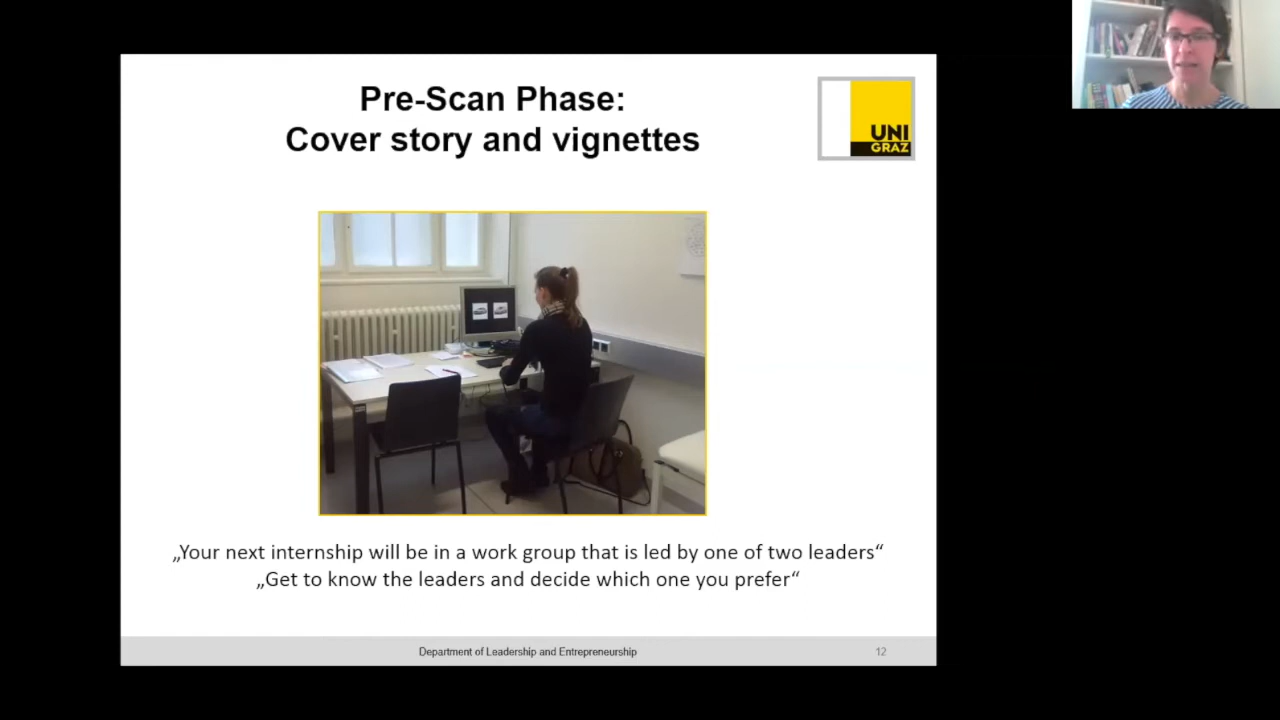 Pre-Scan Phase:
Cover story and vignettes
UNI
GRAZ
„Your next internship will be in a work group that is led by one of two leaders“
„Get to know the leaders and decide which one you prefer“
Department of Leadership and Entrepreneurship
12